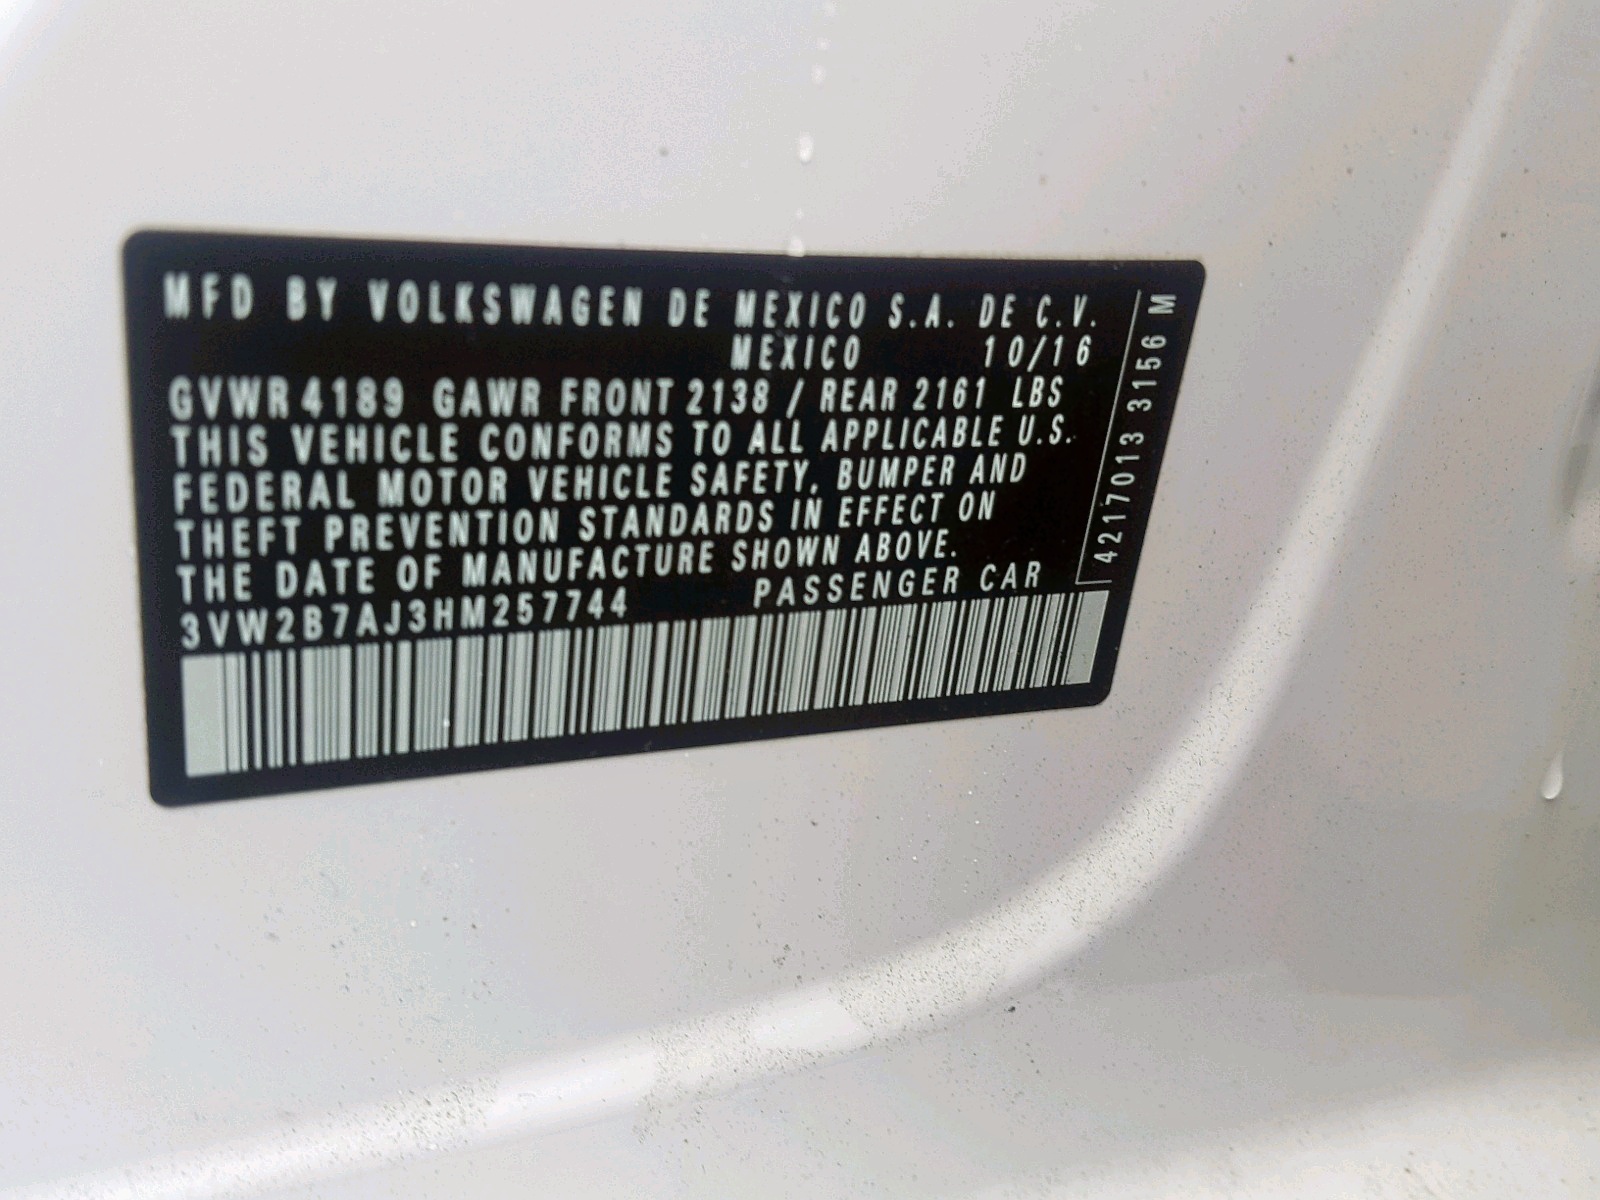 MFD BY VOLKSWAGEN DE MEXICO S.A. DE C.V.
MEXICO 10/16
GVWR 4189 GAWR FRONT 2138 / REAR 2161 LBS
THIS VEHICLE CONFORMS TO ALL APPLICABLE U.S.
FEDERAL MOTOR VEHICLE SAFETY, BUMPER AND
THEFT PREVENTION STANDARDS IN EFFECT ON
THE DATE OF MANUFACTURE SHOWN ABOVE.
3VW2B7AJ3HM257744 PASSENGER CAR
4217013 3156 M